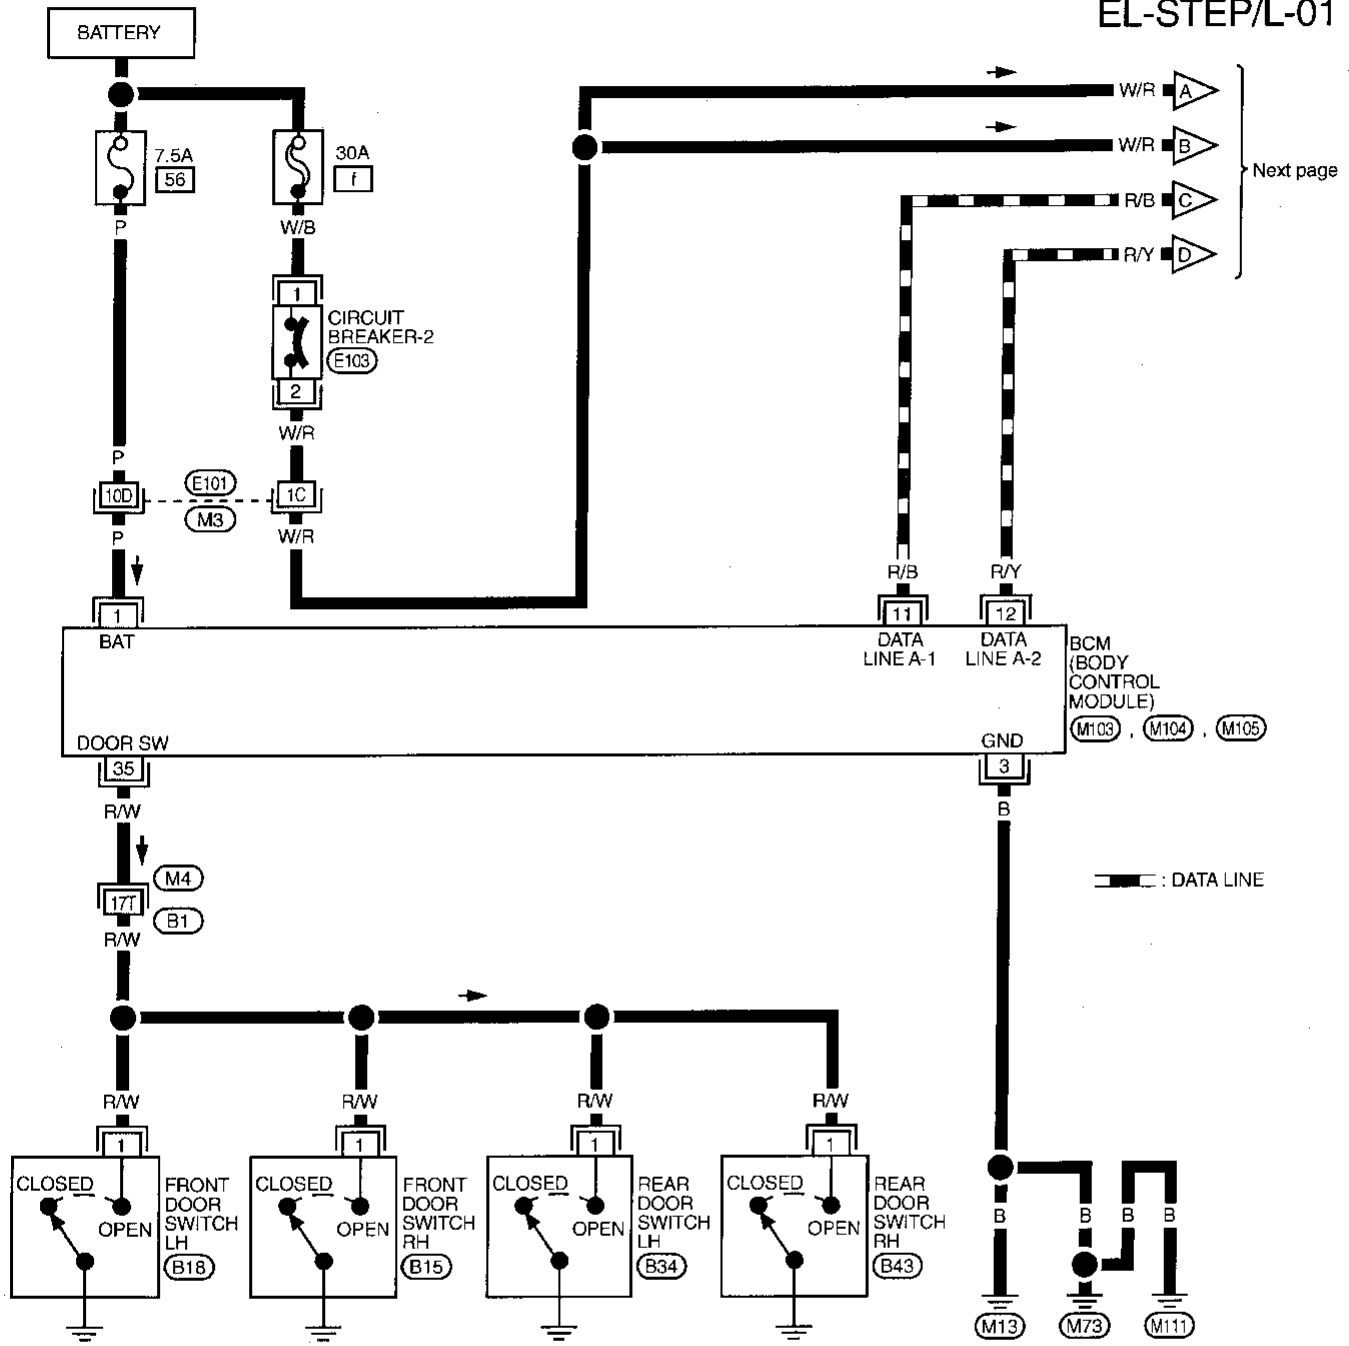 EL-STEP/L-01
BATTERY
7.5A
56
30A
f
P
W/B
1
CIRCUIT
BREAKER-2
E103
2
W/R
P
10D
E101
M3
1C
P
W/R
W/R
A
W/R
B
R/B
C
R/Y
D
Next page
R/B
R/Y
1
11
12
BAT
DATA
LINE A-1
DATA
LINE A-2
BCM
(BODY
CONTROL
MODULE)
M103 , M104 , M105
DOOR SW
GND
35
3
R/W
B
M4
17T
B1
R/W
: DATA LINE
R/W
R/W
R/W
R/W
1
1
1
1
CLOSED
OPEN
FRONT
DOOR
SWITCH
LH
B18
CLOSED
OPEN
FRONT
DOOR
SWITCH
RH
B15
CLOSED
OPEN
REAR
DOOR
SWITCH
LH
B34
CLOSED
OPEN
REAR
DOOR
SWITCH
RH
B43
B
B
B
B
M13
M73
M111